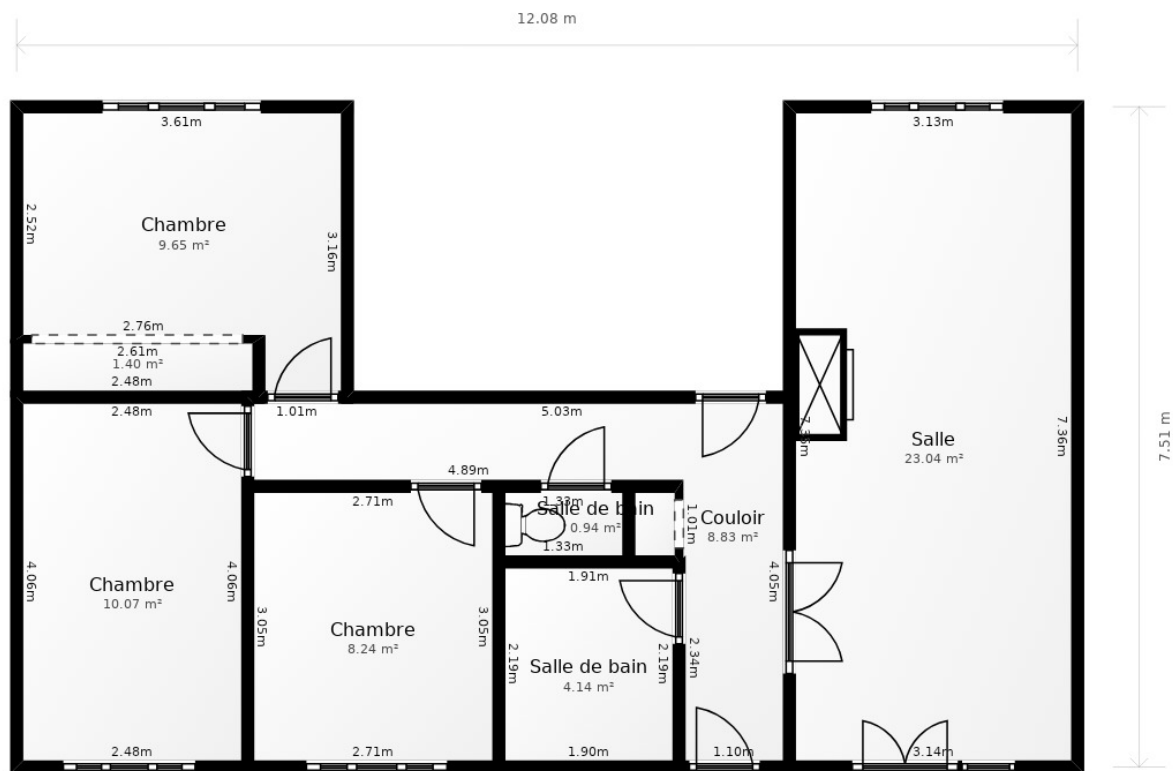 12.08 m
3.61m
3.13m
2.52m
Chambre
9.65 m²
3.16m
2.76m
2.61m
1.40 m²
2.48m
2.48m
1.01m
5.03m
7.36m
7.51 m
Salle
23.04 m²
4.89m
2.71m
1.33m
Salle de bain
0.94 m²
1.33m
1.01m
Couloir
8.83 m²
4.06m
Chambre
10.07 m²
4.06m
3.05m
Chambre
8.24 m²
3.05m
1.91m
2.19m
Salle de bain
4.14 m²
2.19m
2.34m
4.05m
2.48m
2.71m
1.90m
1.10m
3.14m